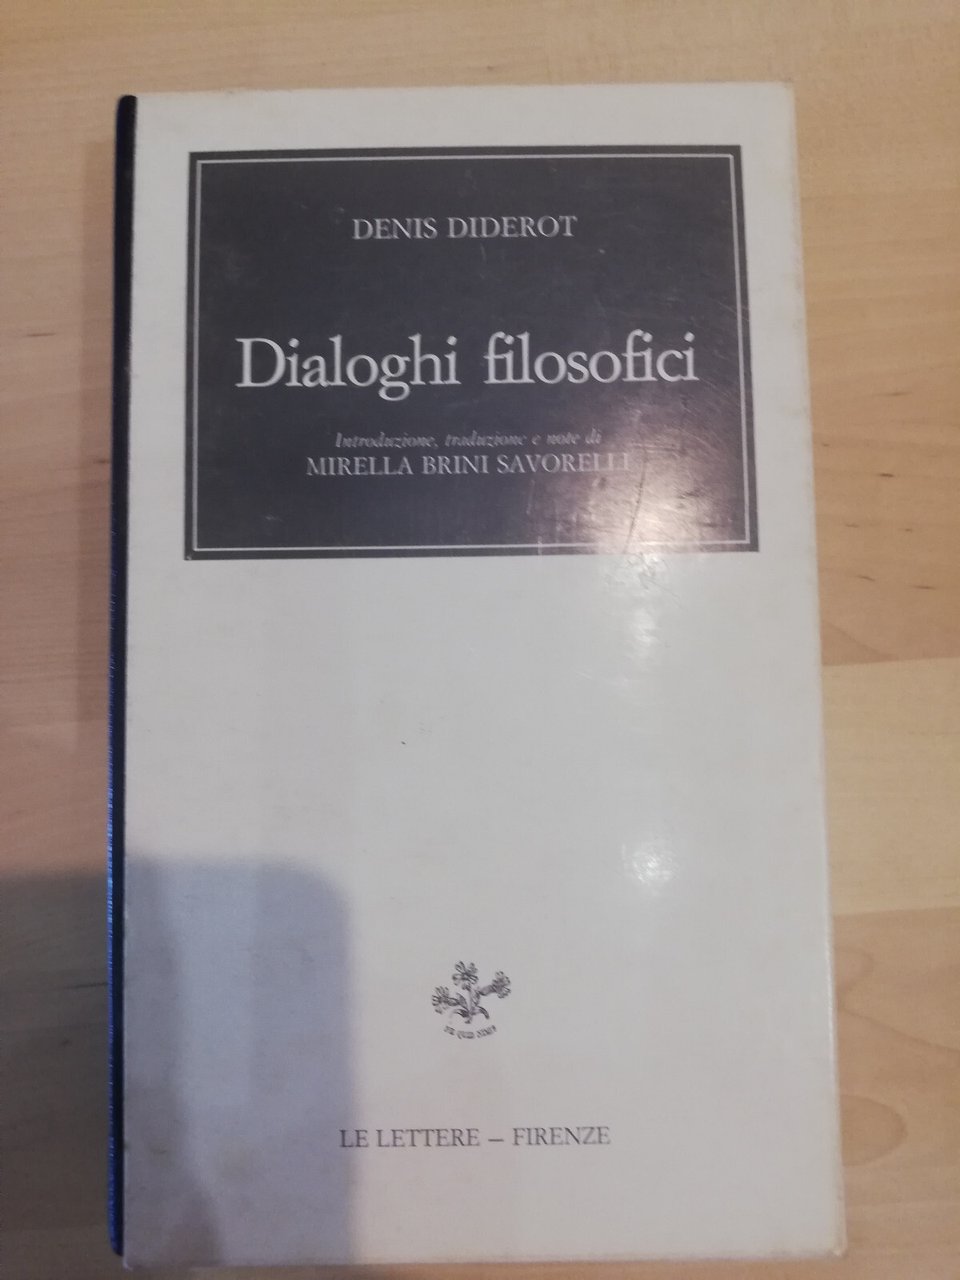 DENIS DIDEROT
Dialoghi filosofici
Introduzione, traduzione e note di
MIRELLA BRINI SAVORELLI
LE LETTERE – FIRENZE